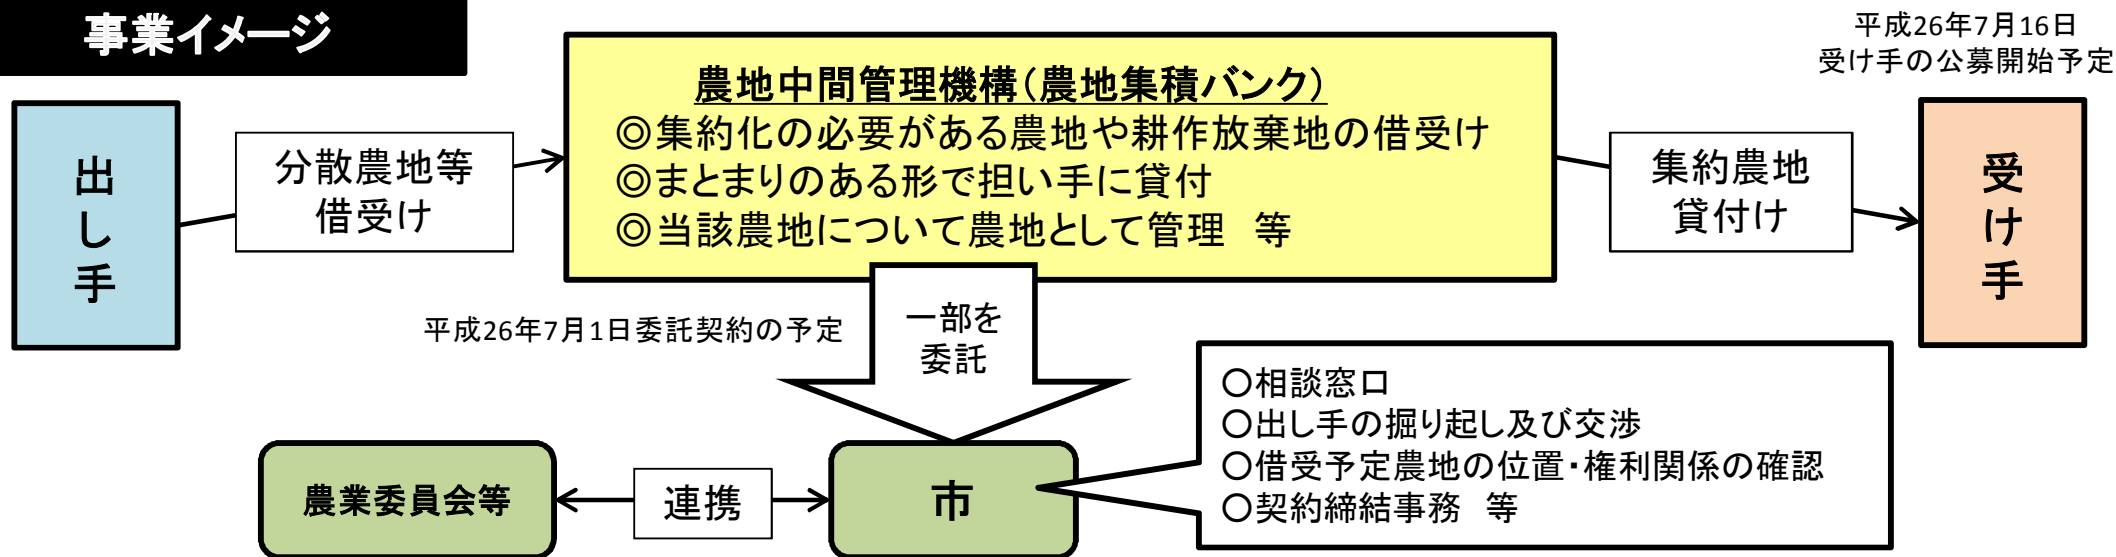 事業イメージ
平成26年7月16日
受け手の公募開始予定
出し手
分散農地等
借受け
農地中間管理機構(農地集積バンク)
◎集約化の必要がある農地や耕作放棄地の借受け
◎まとまりのある形で担い手に貸付
◎当該農地について農地として管理　等
集約農地
貸付け
受け手
平成26年7月1日委託契約の予定
一部を
委託
農業委員会等
連携
市
○相談窓口
○出し手の掘り起し及び交渉
○借受予定農地の位置・権利関係の確認
○契約締結事務　等